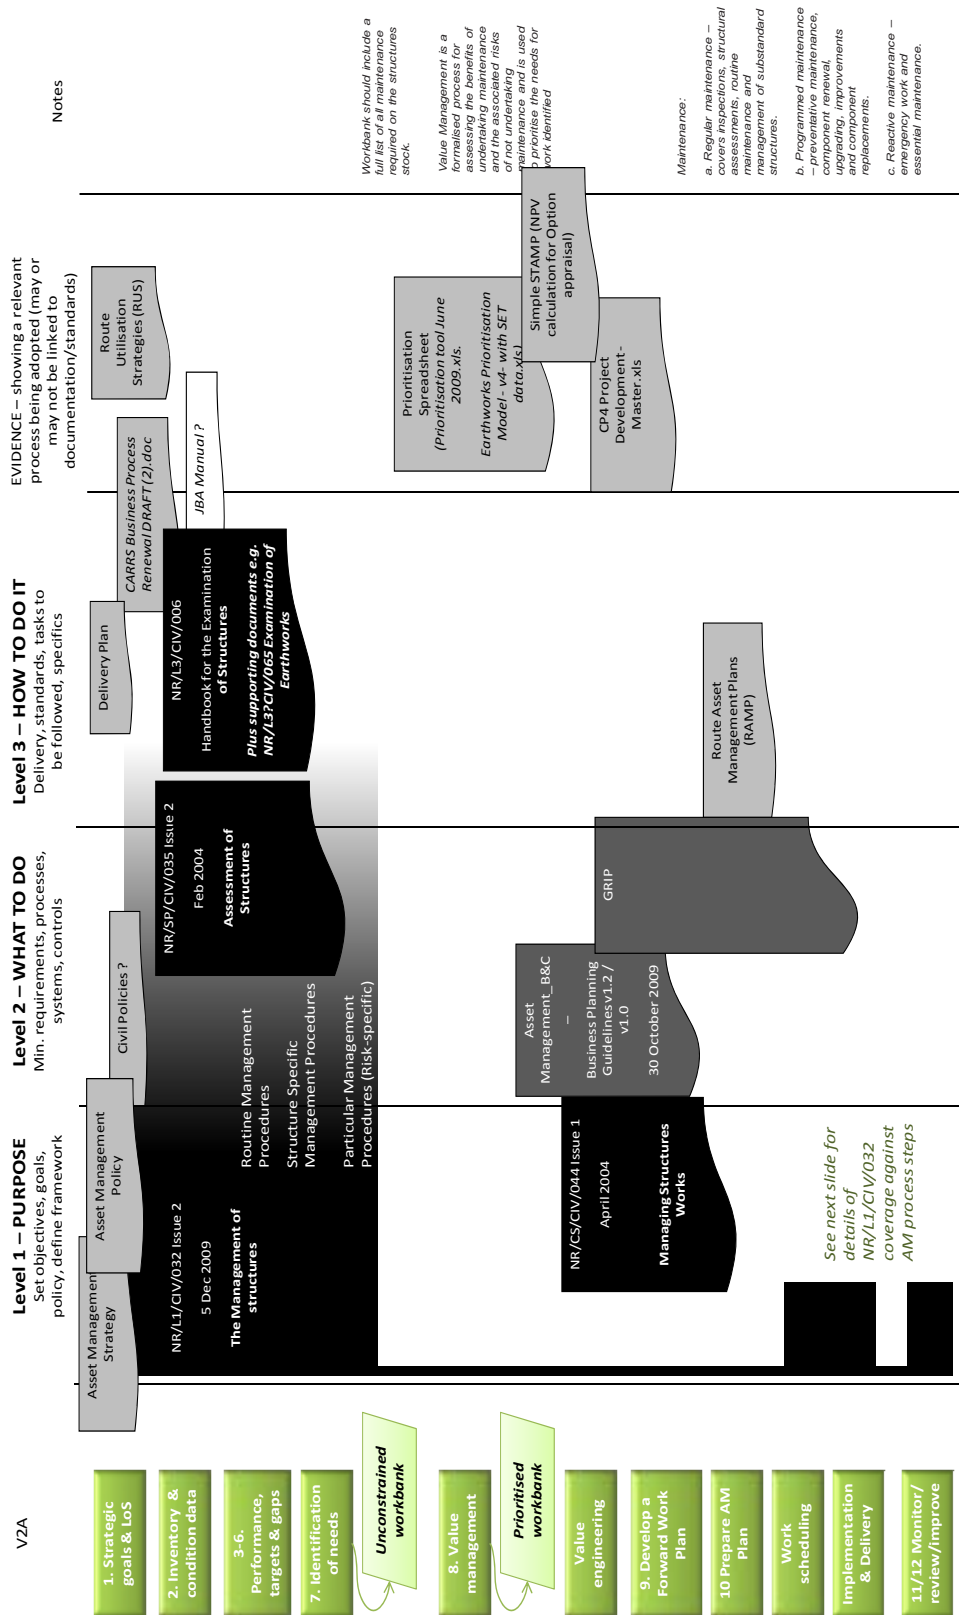 V2A
Level 1 – PURPOSE
Set objectives, goals,
policy, define framework
Level 2 – WHAT TO DO
Min. requirements, processes,
systems, controls
Level 3 – HOW TO DO IT
Delivery, standards, tasks to
be followed, specifics
EVIDENCE – showing a relevant
process being adopted (may or
may not be linked to
documentation/standards)
Notes
1. Strategic
goals & LoS
2. Inventory &
condition data
3-6.
Performance,
targets & gaps
7. Identification
of needs
Unconstrained
workbank
8. Value
management
Prioritised
workbank
Value
engineering
9. Develop a
Forward Work
Plan
10 Prepare AM
Plan
Work
scheduling
Implementation
& Delivery
11/12 Monitor/
review/improve
Asset Management
Strategy
Asset Management
Policy
NR/L1/CIV/032 Issue 2
5 Dec 2009
The Management of
structures
Routine Management
Procedures
Structure Specific
Management Procedures
Particular Management
Procedures (Risk-specific)
NR/CS/CIV/044 Issue 1
April 2004
Managing Structures
Works
See next slide for
details of
NR/L1/CIV/032
coverage against
AM process steps
Civil Policies ?
NR/SP/CIV/035 Issue 2
Feb 2004
Assessment of
Structures
Asset
Management_B&C
–
Business Planning
Guidelines v1.2 /
v1.0
30 October 2009
GRIP
Delivery Plan
CARRS Business Process
Renewal DRAFT (2).doc
NR/L3/CIV/006
Handbook for the Examination
of Structures
Plus supporting documents e.g.
NR/L3?CIV/065 Examination of
Earthworks
Route Asset
Management Plans
(RAMP)
Route
Utilisation
Strategies (RUS)
JBA Manual ?
Prioritisation
Spreadsheet
(Prioritisation tool June
2009.xls.
Earthworks Prioritisation
Model - v4- with SET
data.xls)
Simple STAMP (NPV
calculation for Option
appraisal)
CP4 Project
Development -
Master.xls
Workbank should include a
full list of all maintenance
required on the structures
stock.
Value Management is a
formalised process for
assessing the benefits of
undertaking maintenance
and the associated risks
of not undertaking
maintenance and is used
to prioritise the needs for
work identified
Maintenance:
a. Regular maintenance –
covers inspections, structural
assessments, routine
maintenance and
management of substandard
structures.
b. Programmed maintenance
– preventative maintenance,
component renewal,
upgrading, improvements
and component
replacements.
c. Reactive maintenance –
emergency work and
essential maintenance.